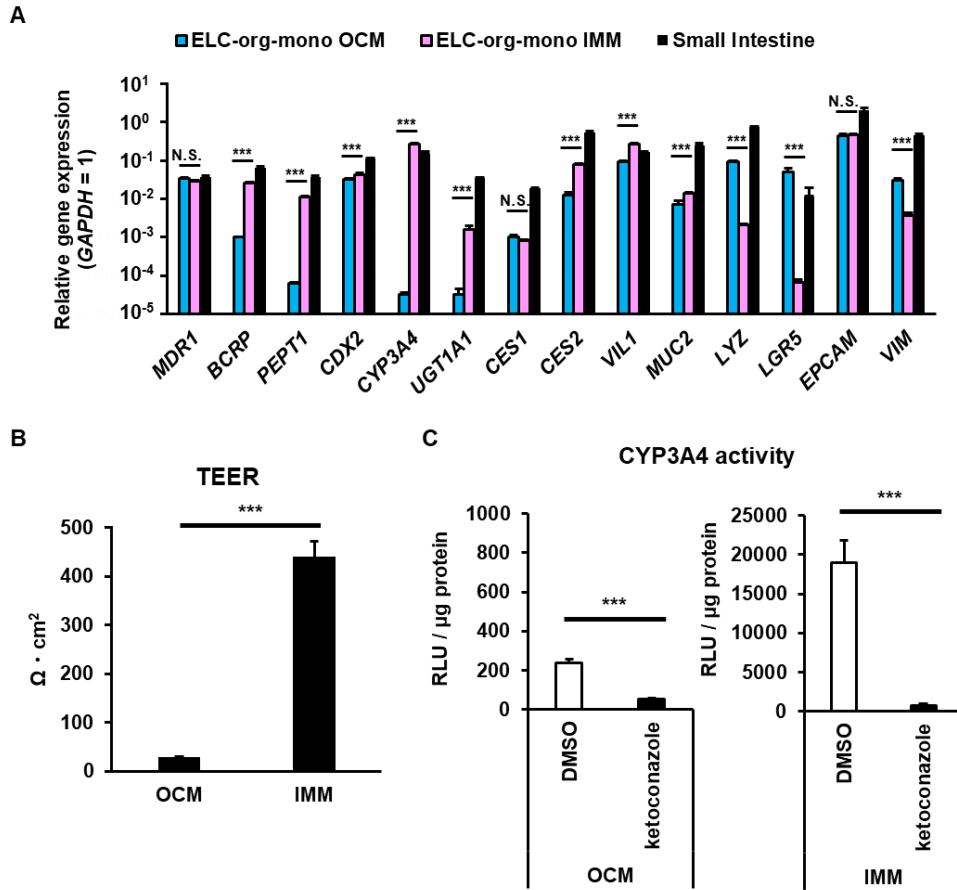 A
ELC-org-mono OCM ELC-org-mono IMM Small Intestine
Relative gene expression
(GAPDH = 1)
10¹
10⁰
10⁻¹
10⁻²
10⁻³
10⁻⁴
10⁻⁵
N.S. *** *** *** *** *** N.S. *** *** *** *** *** N.S. ***
MDR1 BCRP PEPT1 CDX2 CYP3A4 UGT1A1 CES1 CES2 VIL1 MUC2 LYZ LGR5 EPCAM VIM
B
TEER
***
Ω・cm²
500
400
300
200
100
0
OCM IMM
C
CYP3A4 activity
RLU / µg protein
1000
800
600
400
200
0
***
DMSO
ketoconazole
OCM
RLU / µg protein
25000
20000
15000
10000
5000
0
***
DMSO
ketoconazole
IMM